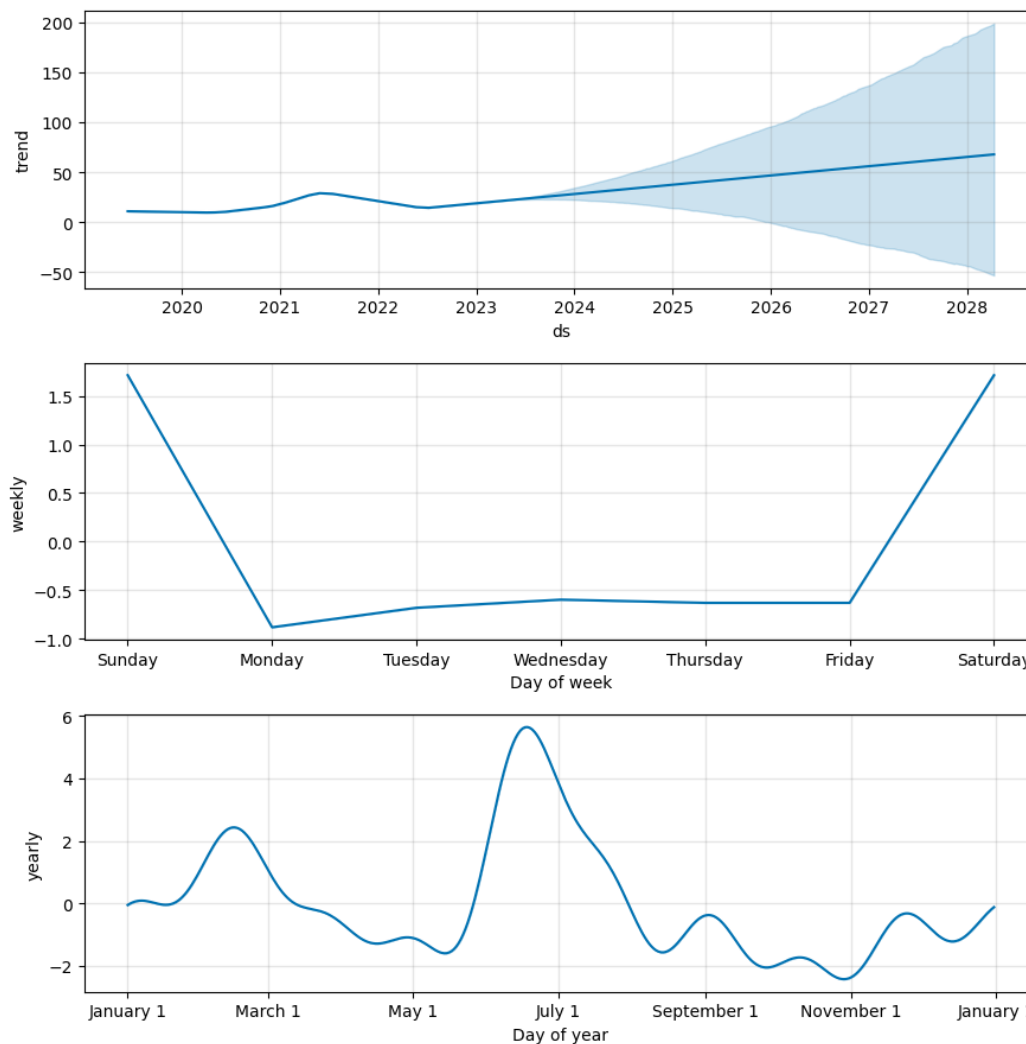 200
150
100
50
0
−50
trend
2020 2021 2022 2023 2024 2025 2026 2027 2028
ds
1.5
1.0
0.5
0.0
−0.5
−1.0
weekly
Sunday Monday Tuesday Wednesday Thursday Friday Saturday
Day of week
6
4
2
0
−2
yearly
January 1 March 1 May 1 July 1 September 1 November 1 January
Day of year